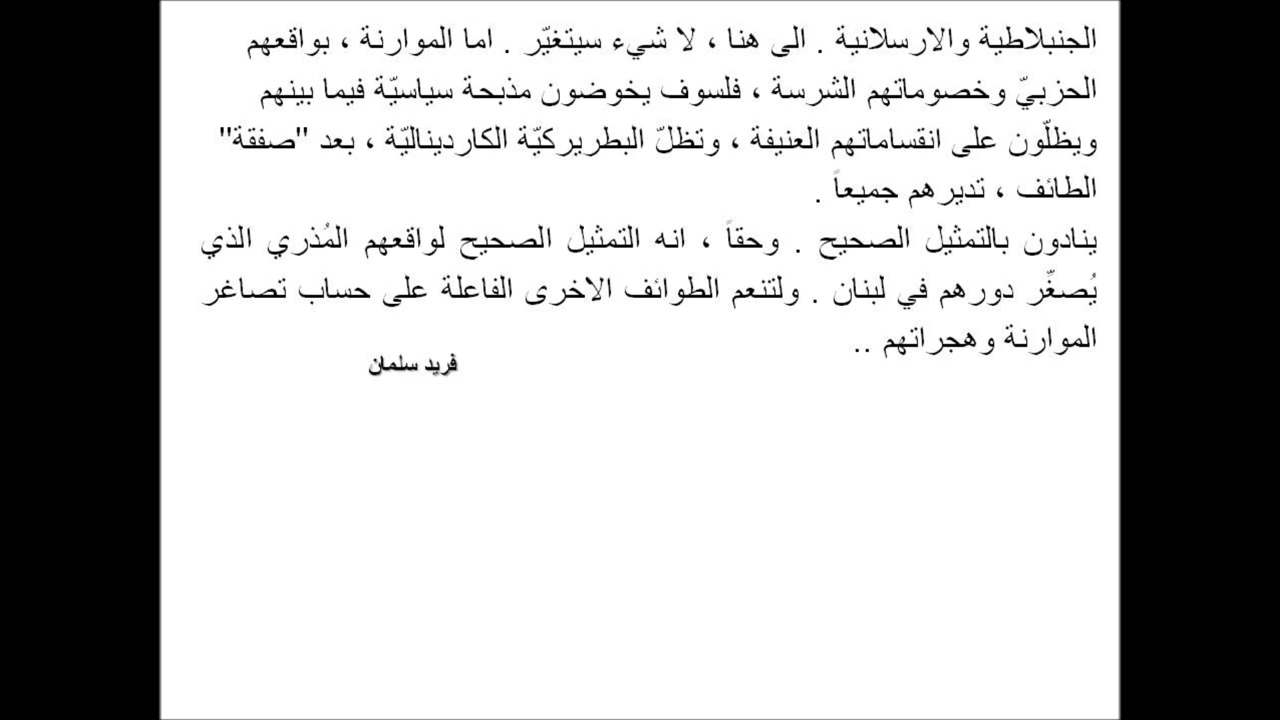 الجنبلاطية والارسلانية . الى هنا ، لا شيء سيتغيّر . اما الموارنة ، بواقعهم
الحزبيّ وخصوماتهم الشرسة ، فلسوف يخوضون مذبحة سياسيّة فيما بينهم
ويظلّون على انقساماتهم العنيفة ، وتظلّ البطريركيّة الكارديناليّة ، بعد "صفقة"
الطائف ، تديرهم جميعاً .
ينادون بالتمثيل الصحيح . وحقاً ، انه التمثيل الصحيح لواقعهم المُذري الذي
يُصغّر دورهم في لبنان . ولتنعم الطوائف الاخرى الفاعلة على حساب تصاغر
الموارنة وهجراتهم ..
فريد سلمان